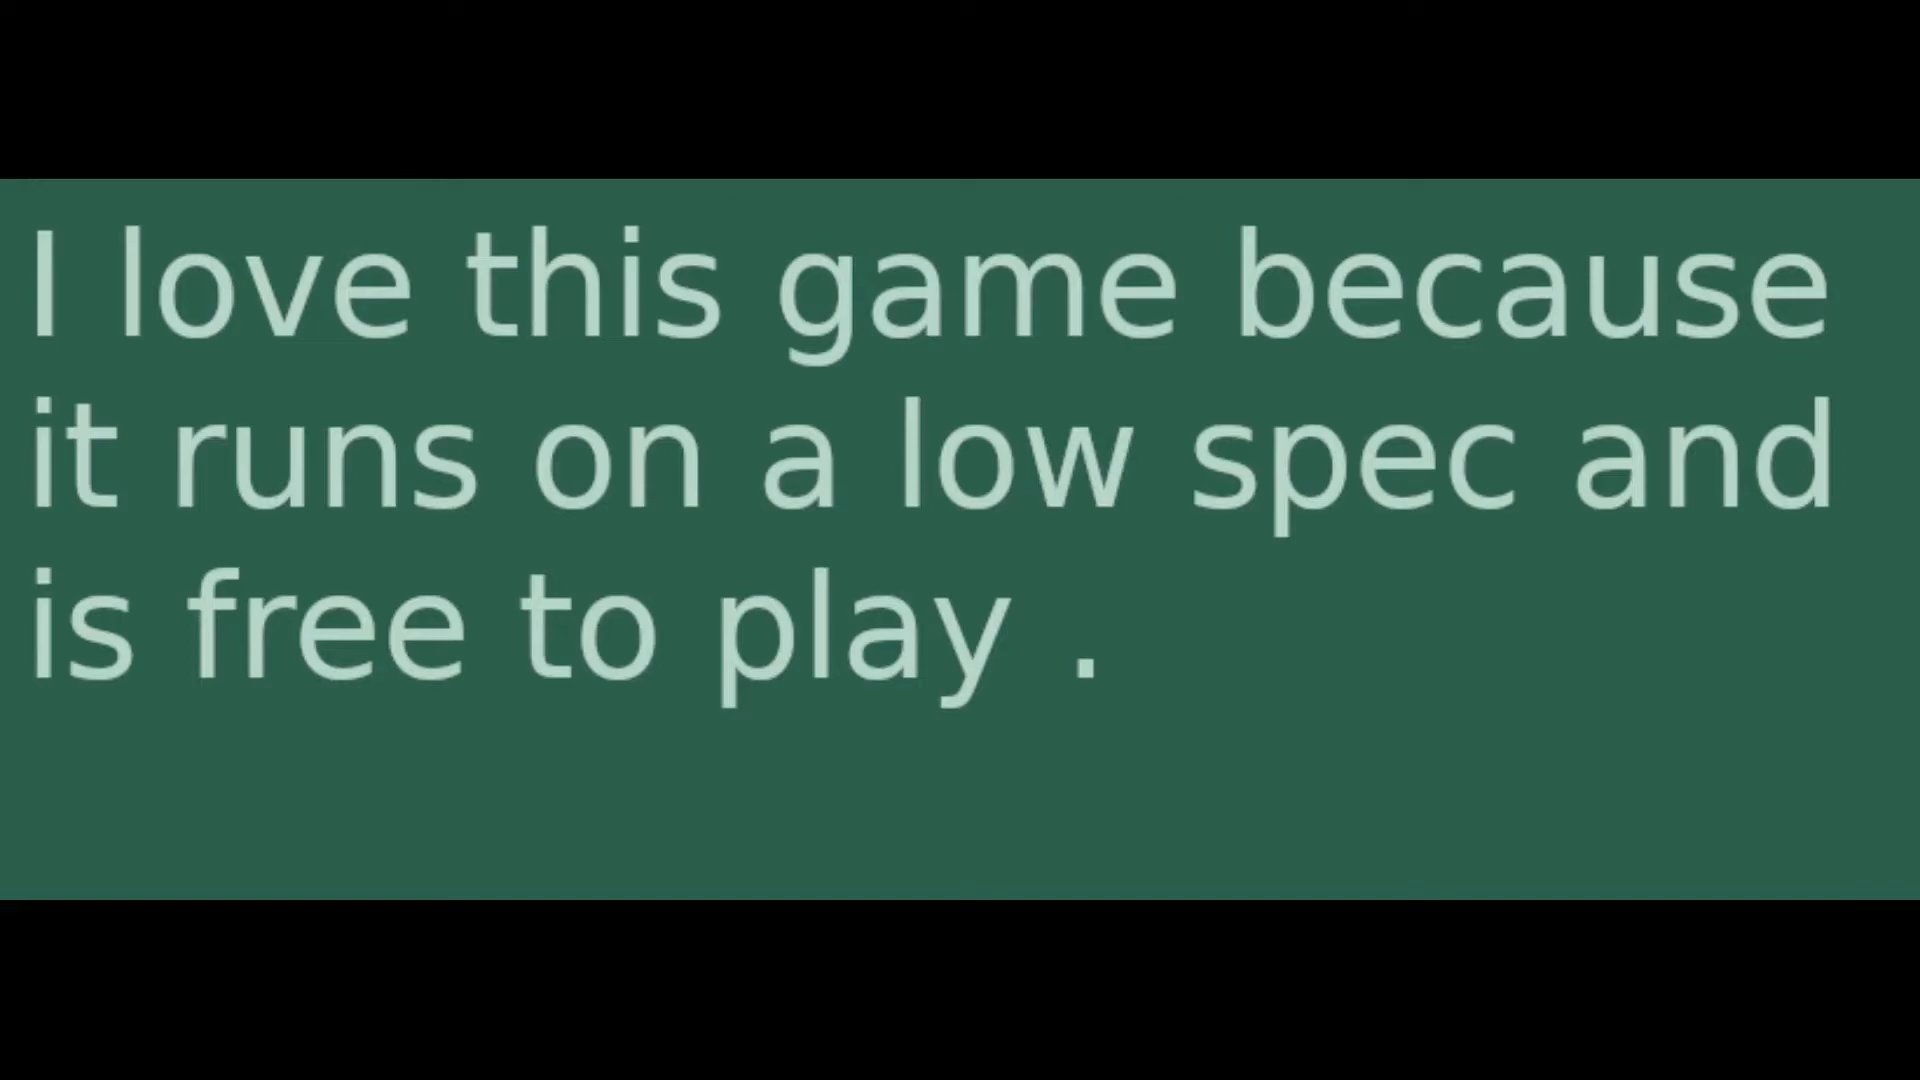 I love this game because
it runs on a low spec and
is free to play .